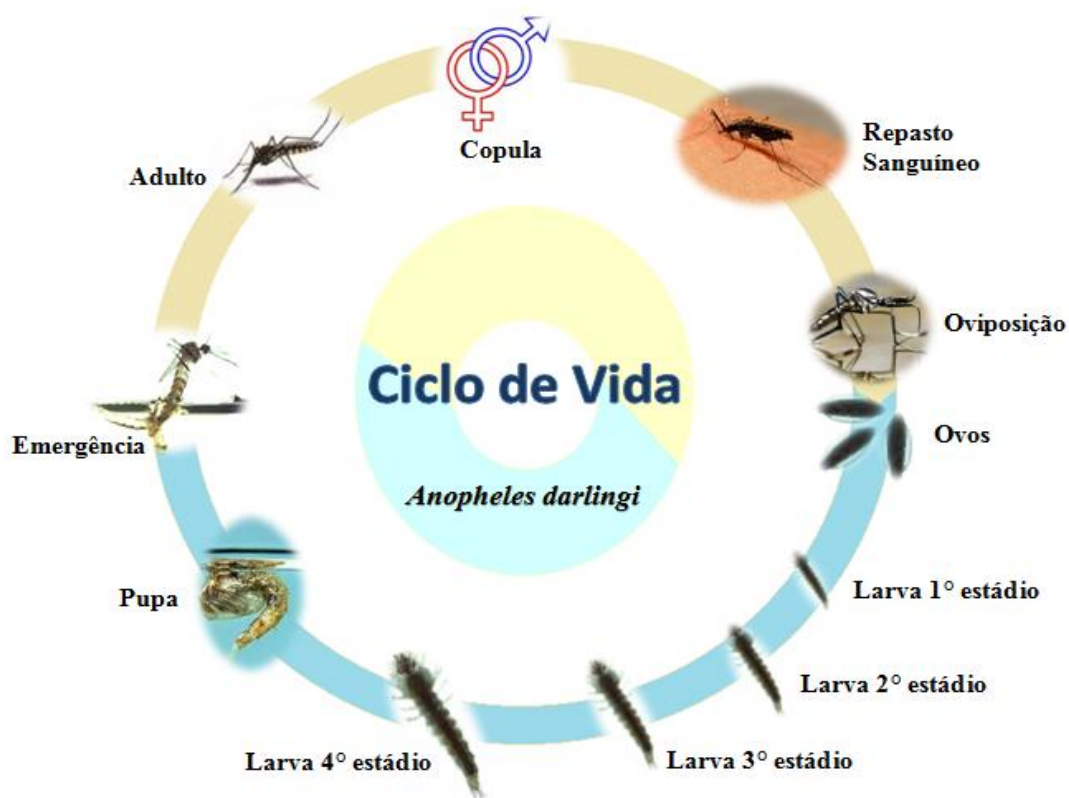 Copula
Repasto
Sanguíneo
Oviposição
Ovos
Larva 1° estádio
Larva 2° estádio
Larva 3° estádio
Larva 4° estádio
Pupa
Emergência
Adulto
Ciclo de Vida
Anopheles darlingi